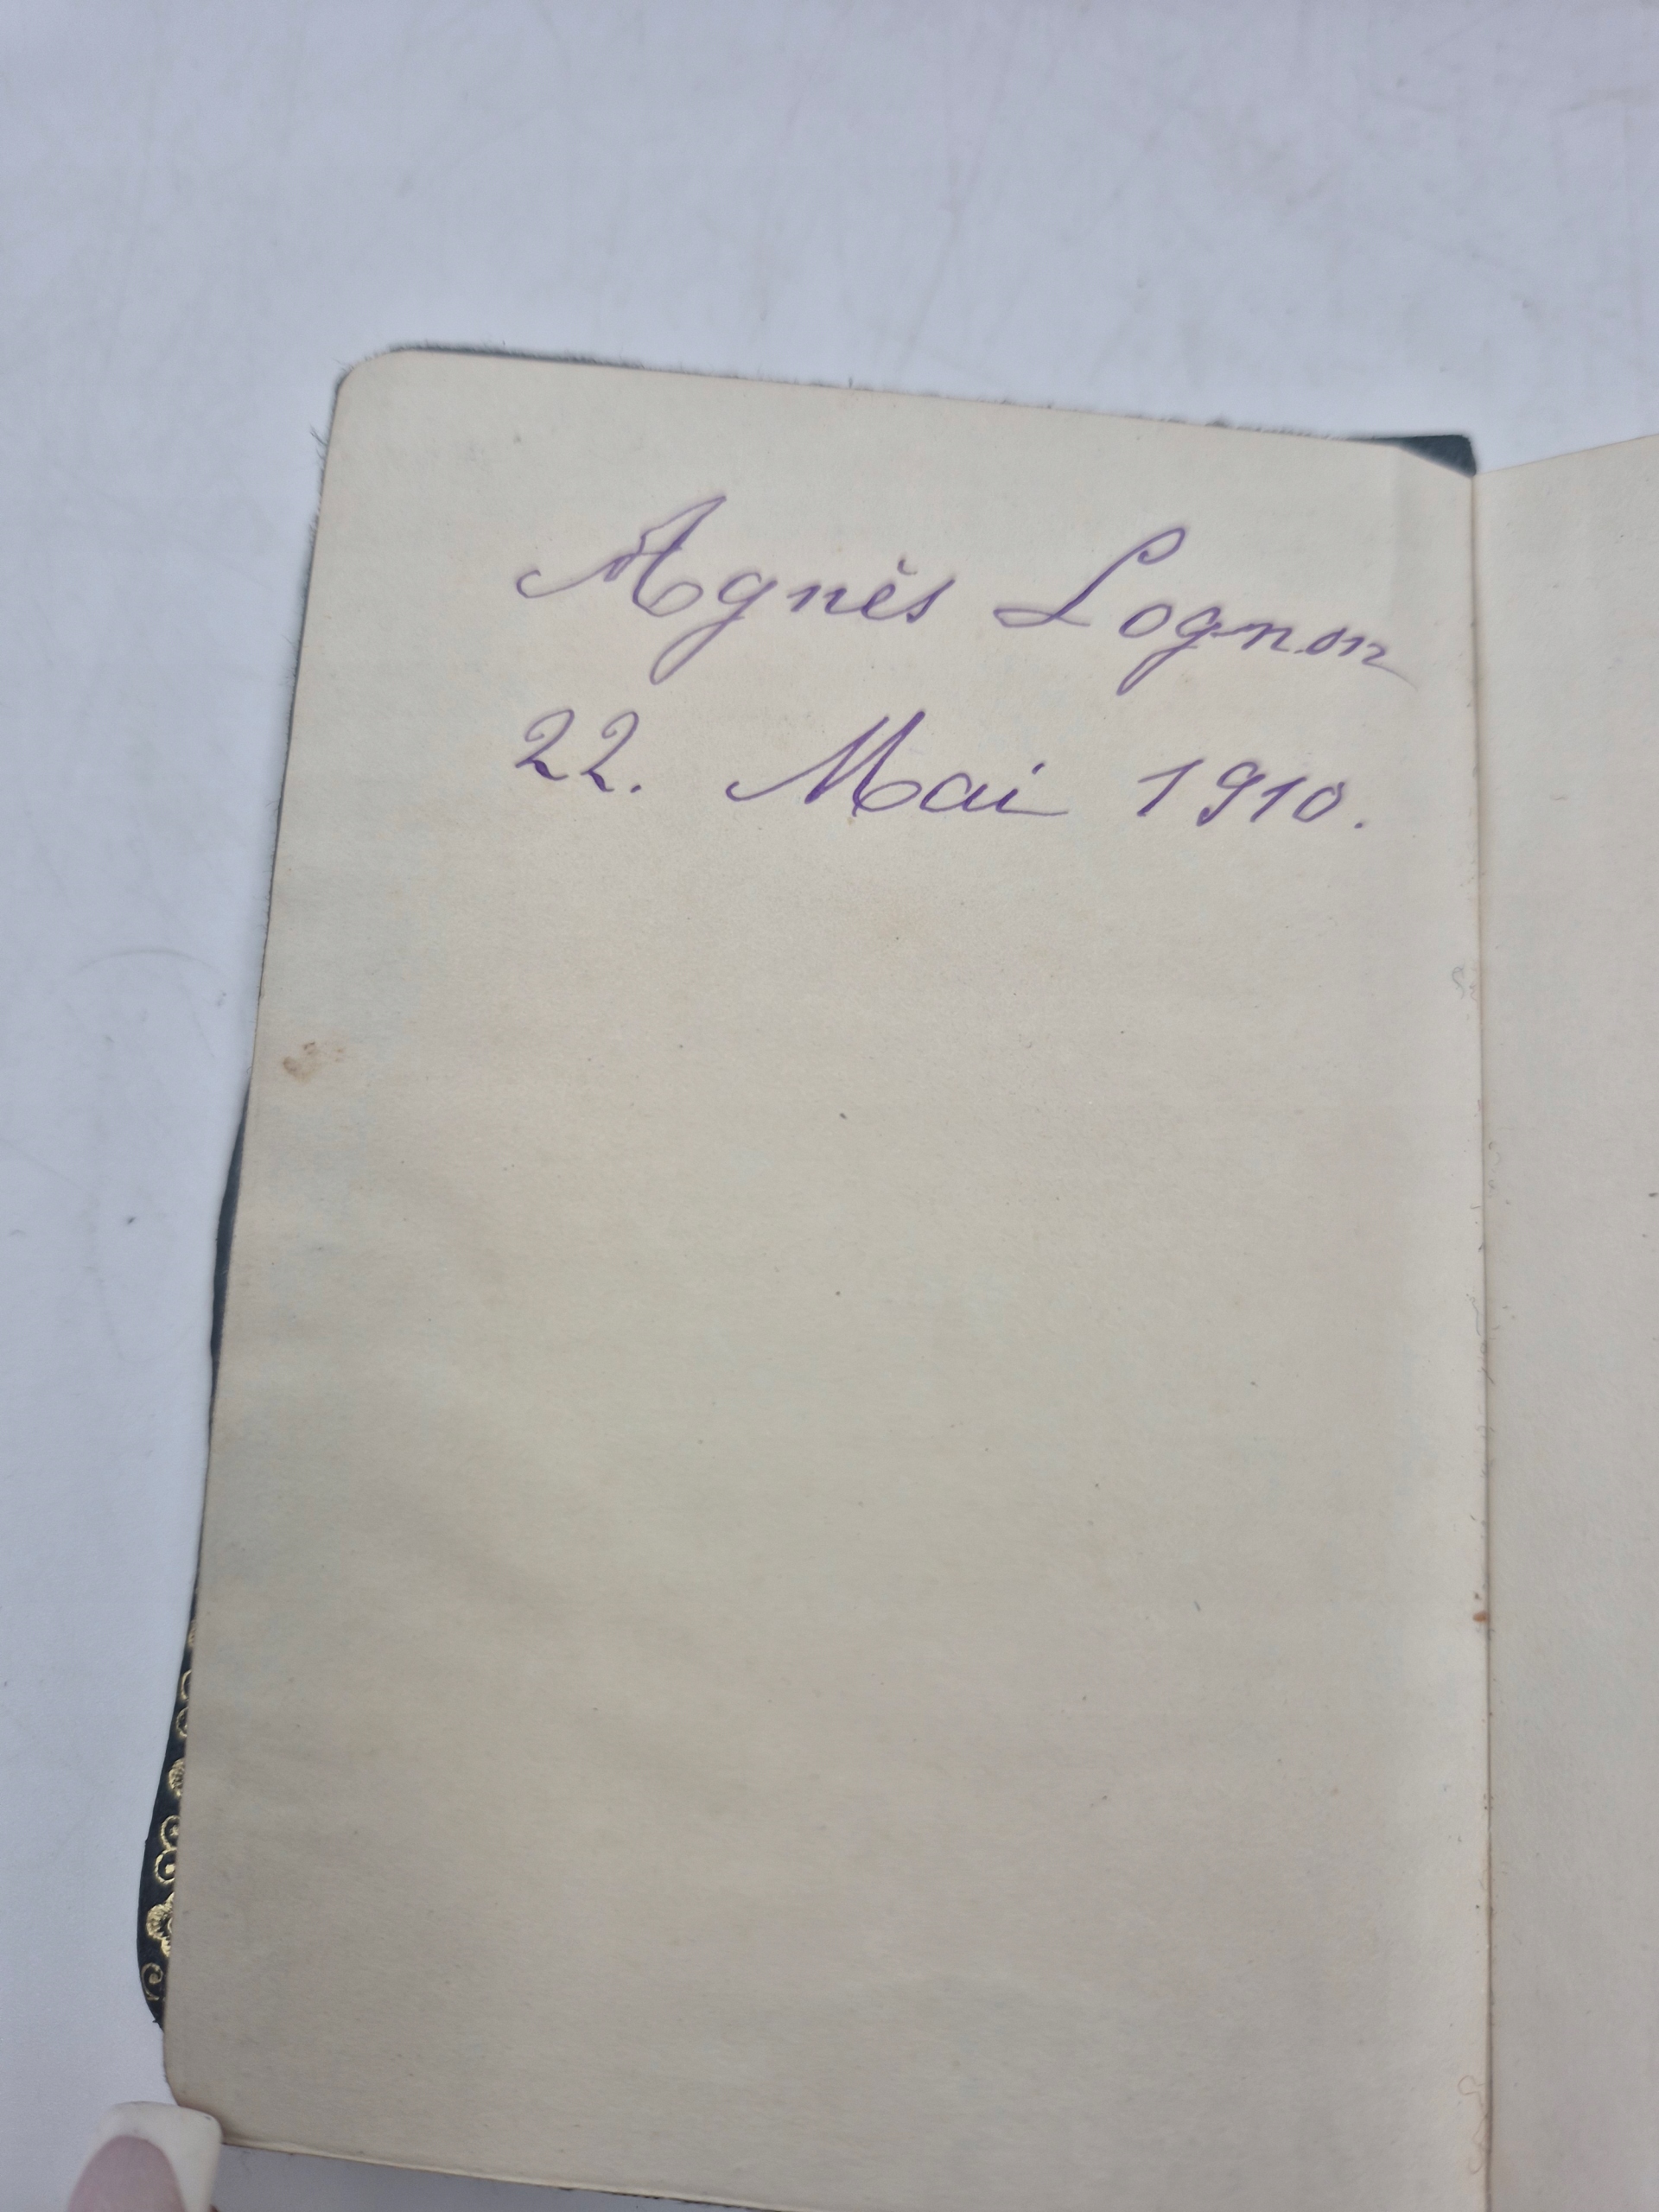 Agnès Lognon
22. Mai 1910.